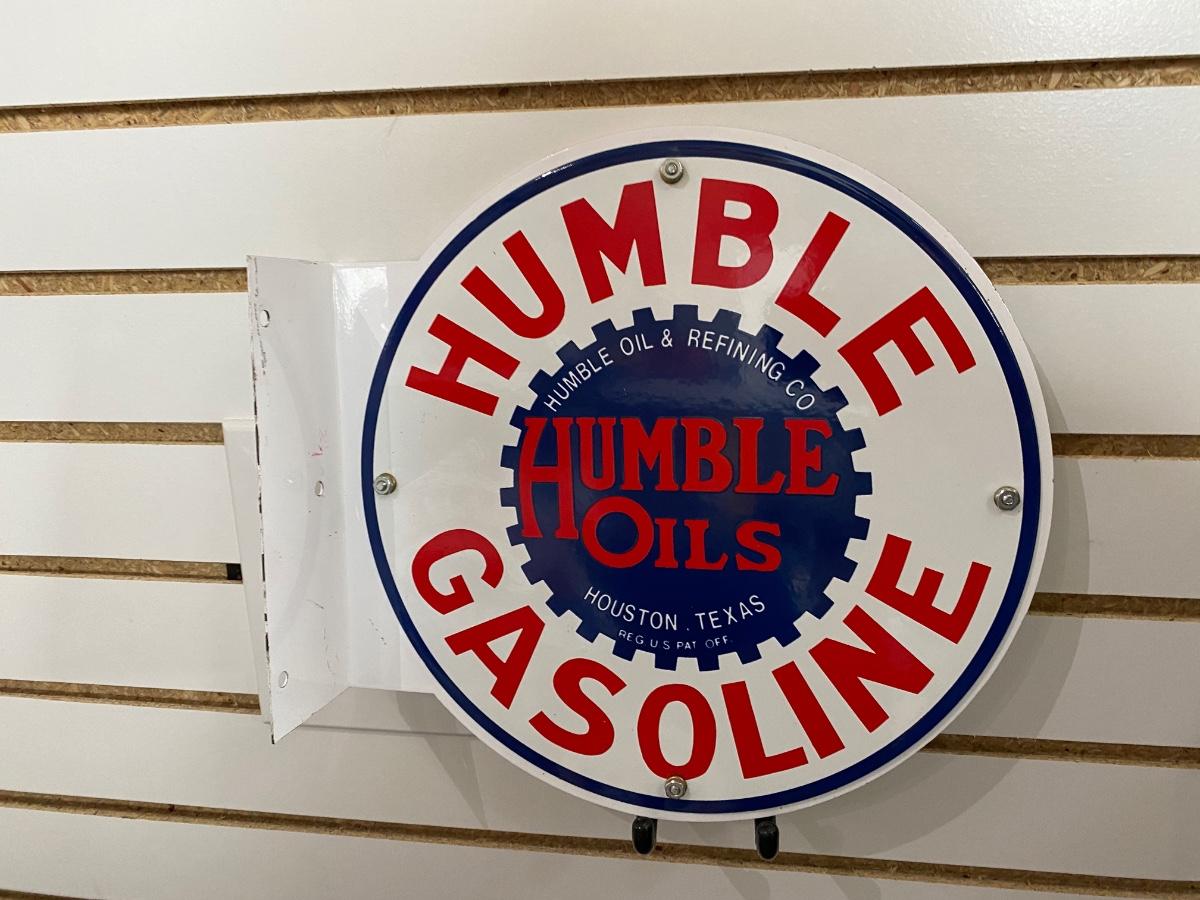 HUMBLE
HUMBLE OIL & REFINING CO
HUMBLE
OILS
HOUSTON . TEXAS
REG. U.S PAT OFF.
GASOLINE